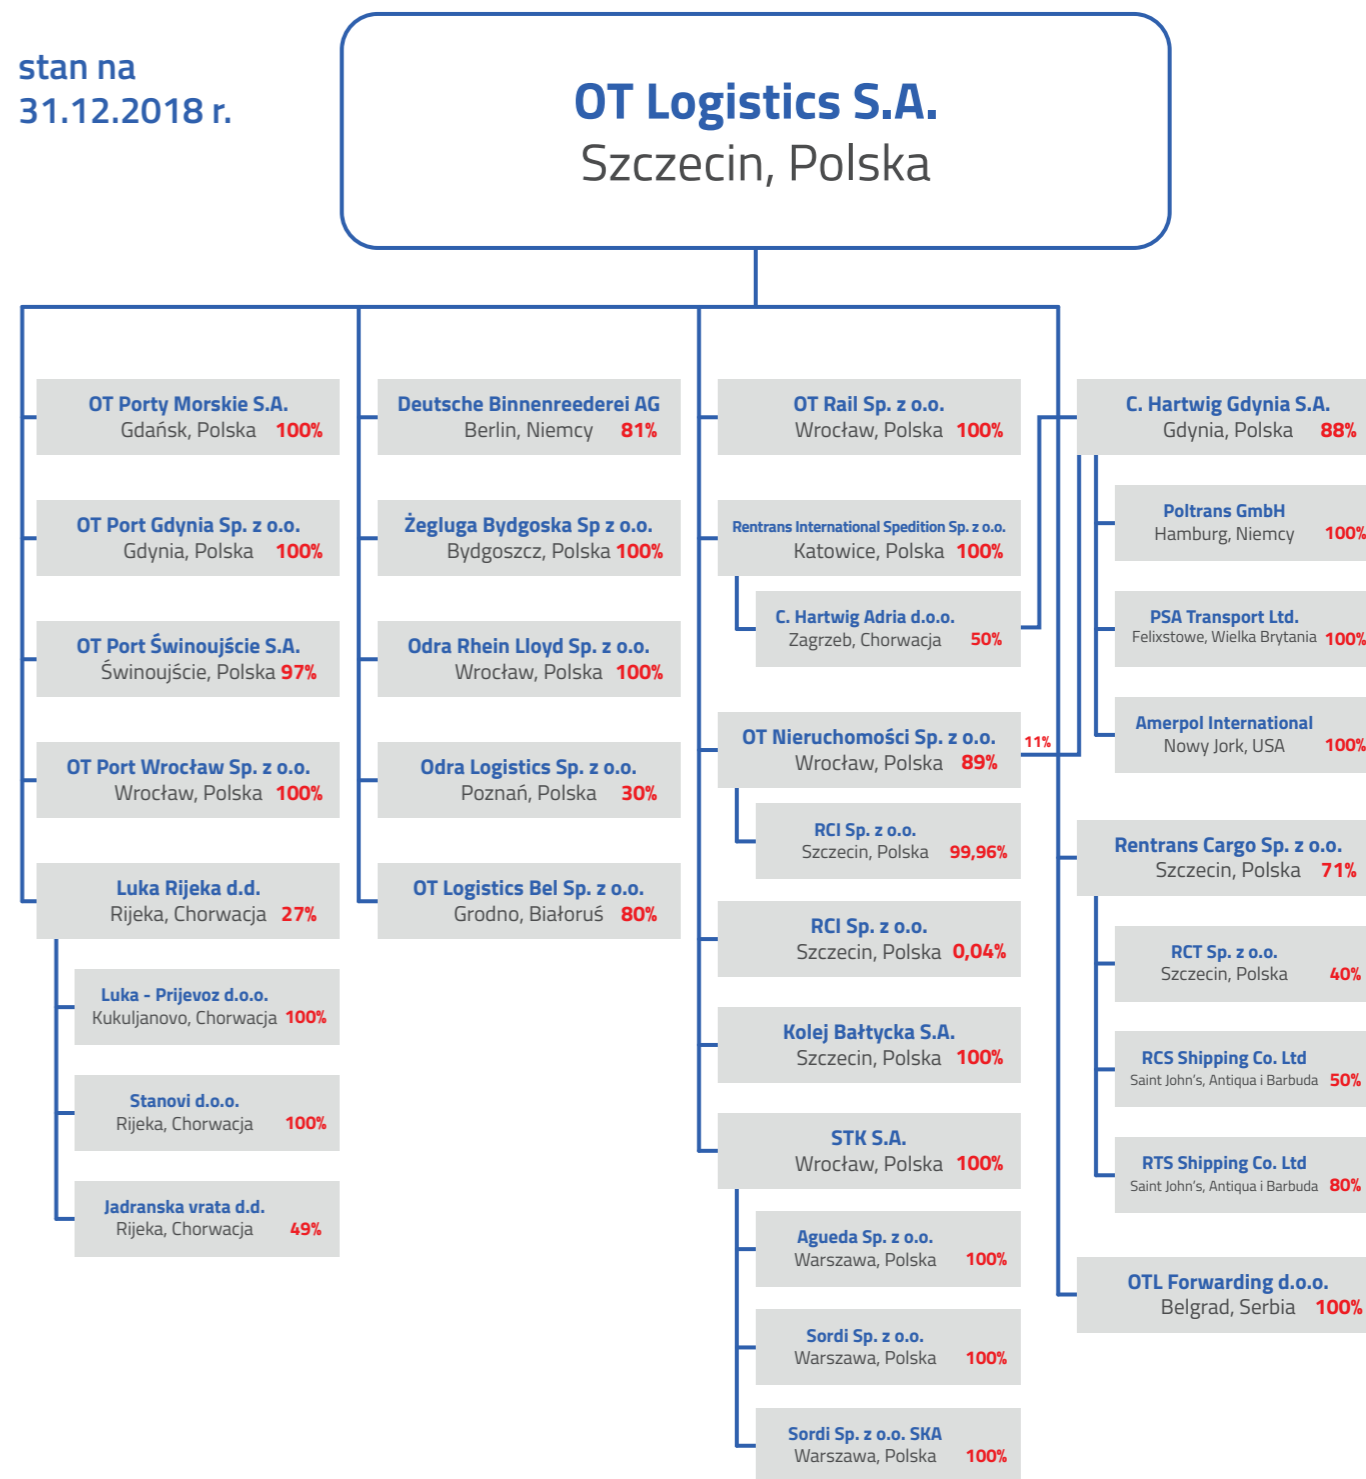 stan na
31.12.2018 r.
OT Logistics S.A.
Szczecin, Polska
OT Porty Morskie S.A.
Gdańsk, Polska 100%
OT Port Gdynia Sp. z o.o.
Gdynia, Polska 100%
OT Port Świnoujście S.A.
Świnoujście, Polska 97%
OT Port Wrocław Sp. z o.o.
Wrocław, Polska 100%
Luka Rijeka d.d.
Rijeka, Chorwacja 27%
Luka - Prijevoz d.o.o.
Kukuljanovo, Chorwacja 100%
Stanovi d.o.o.
Rijeka, Chorwacja 100%
Jadranska vrata d.d.
Rijeka, Chorwacja 49%
Deutsche Binnenreederei AG
Berlin, Niemcy 81%
Żegluga Bydgoska Sp z o.o.
Bydgoszcz, Polska 100%
Odra Rhein Lloyd Sp. z o.o.
Wrocław, Polska 100%
Odra Logistics Sp. z o.o.
Poznań, Polska 30%
OT Logistics Bel Sp. z o.o.
Grodno, Białoruś 80%
OT Rail Sp. z o.o.
Wrocław, Polska 100%
Rentrans International Spedition Sp. z o.o.
Katowice, Polska 100%
C. Hartwig Adria d.o.o.
Zagrzeb, Chorwacja 50%
OT Nieruchomości Sp. z o.o.
Wrocław, Polska 89%
11%
RCI Sp. z o.o.
Szczecin, Polska 99,96%
RCI Sp. z o.o.
Szczecin, Polska 0,04%
Kolej Bałtycka S.A.
Szczecin, Polska 100%
STK S.A.
Wrocław, Polska 100%
Agueda Sp. z o.o.
Warszawa, Polska 100%
Sordi Sp. z o.o.
Warszawa, Polska 100%
Sordi Sp. z o.o. SKA
Warszawa, Polska 100%
C. Hartwig Gdynia S.A.
Gdynia, Polska 88%
Poltrans GmbH
Hamburg, Niemcy 100%
PSA Transport Ltd.
Felixstowe, Wielka Brytania 100%
Amerpol International
Nowy Jork, USA 100%
Rentrans Cargo Sp. z o.o.
Szczecin, Polska 71%
RCT Sp. z o.o.
Szczecin, Polska 40%
RCS Shipping Co. Ltd
Saint John's, Antiqua i Barbuda 50%
RTS Shipping Co. Ltd
Saint John's, Antiqua i Barbuda 80%
OTL Forwarding d.o.o.
Belgrad, Serbia 100%